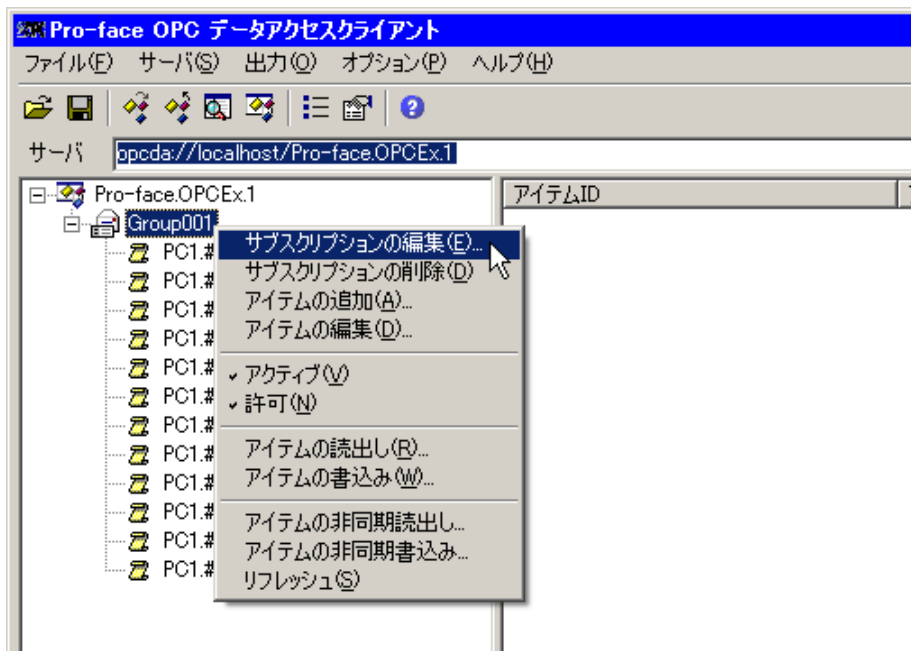 Pro-face OPC データアクセスクライアント
ファイル(F) サーバ(S) 出力(O) オプション(P) ヘルプ(H)
サーバ opcda://localhost/Pro-face.OPCEx.1
Pro-face.OPCEx.1
アイテムID
Group001
サブスクリプションの編集(E)...
PC1.#
サブスクリプションの削除(D)
PC1.#
アイテムの追加(A)...
PC1.#
アイテムの編集(D)...
PC1.#
PC1.#
アクティブ(V)
PC1.#
許可(N)
PC1.#
アイテムの読出し(R)...
PC1.#
アイテムの書込み(W)...
PC1.#
アイテムの非同期読出し...
PC1.#
アイテムの非同期書込み...
PC1.#
リフレッシュ(S)
PC1.#